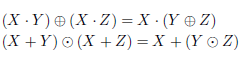 (X · Y) ⊕ (X · Z) = X · (Y ⊕ Z)
(X + Y) ⊙ (X + Z) = X + (Y ⊙ Z)